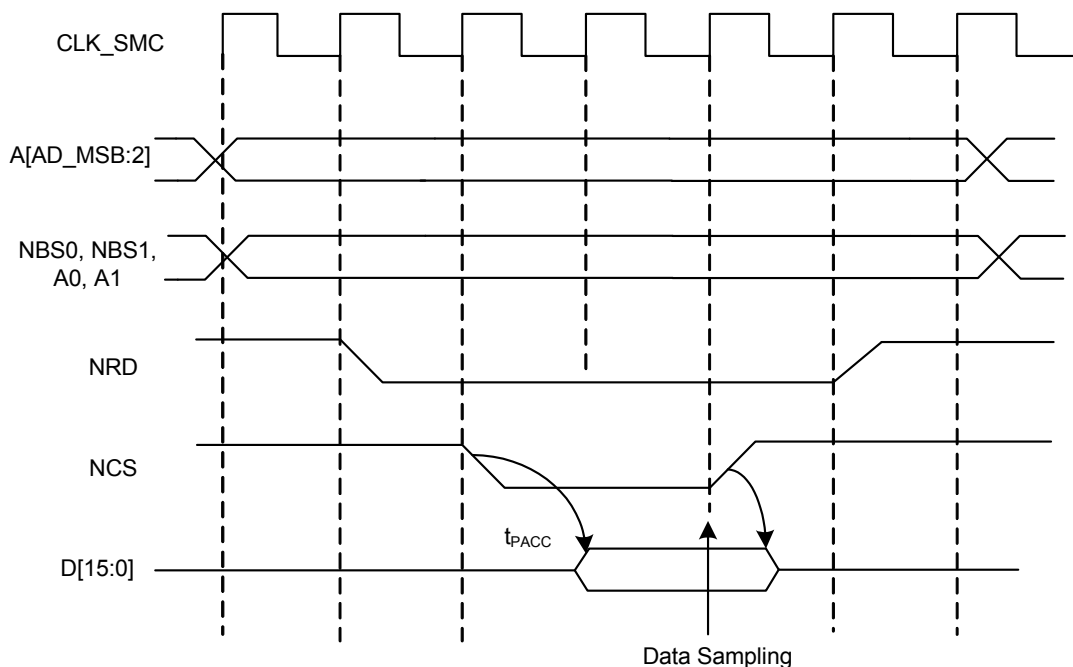 CLK_SMC
A[AD_MSB:2]
NBS0, NBS1,
A0, A1
NRD
NCS
tPACC
D[15:0]
Data Sampling